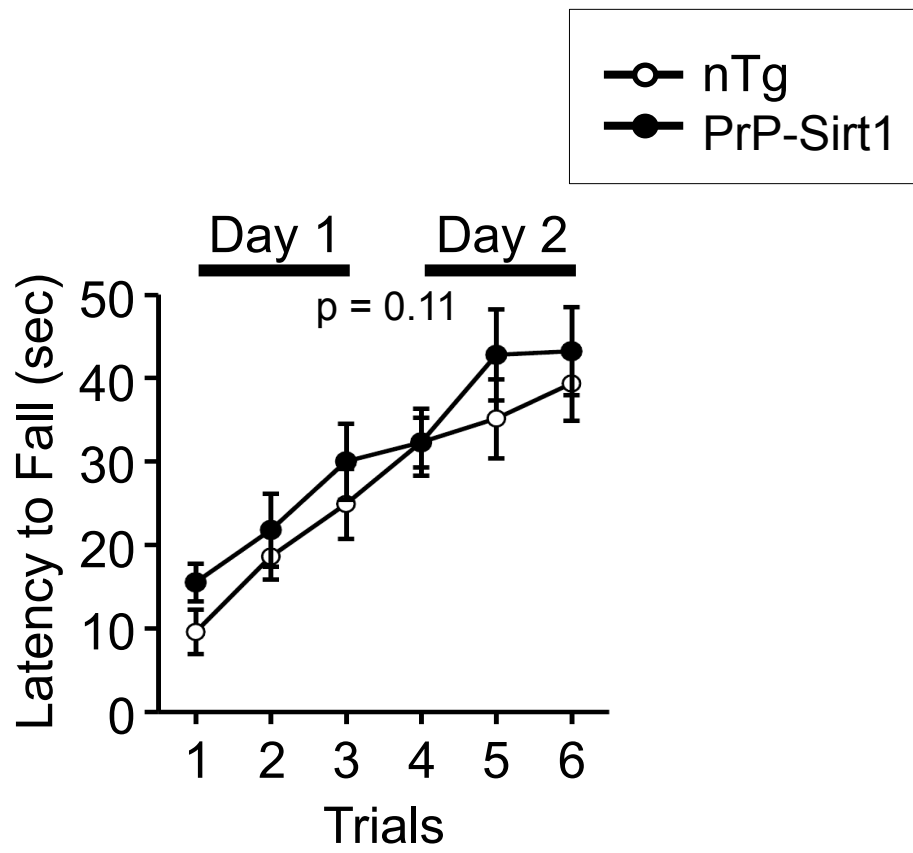 nTg
PrP-Sirt1
Day 1 Day 2
p = 0.11
Latency to Fall (sec)
50
40
30
20
10
0
1 2 3 4 5 6
Trials